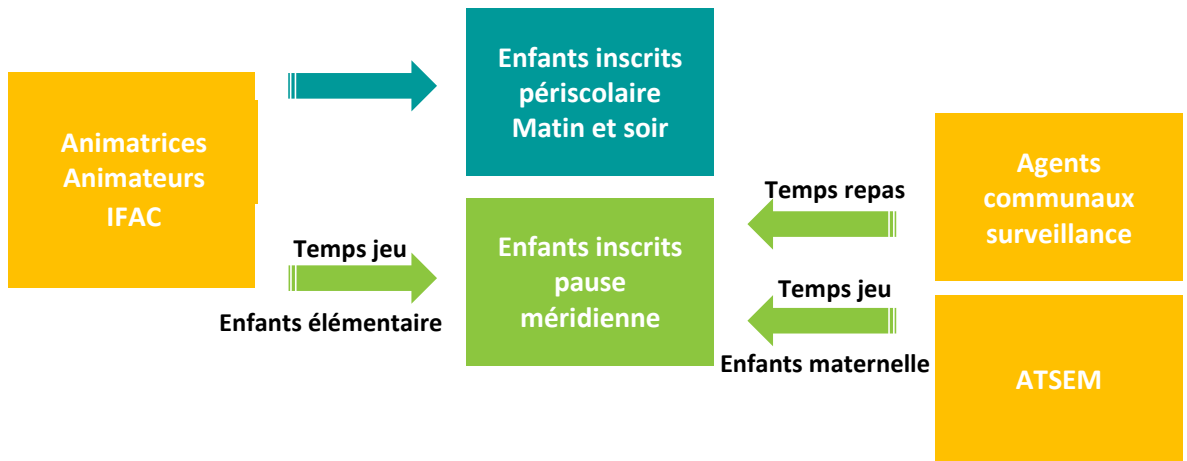 Animatrices
Animateurs
IFAC
Enfants inscrits
périscolaire
Matin et soir
Temps jeu
Enfants élémentaire
Enfants inscrits
pause
méridienne
Temps repas
Temps jeu
Enfants maternelle
Agents
communaux
surveillance
ATSEM